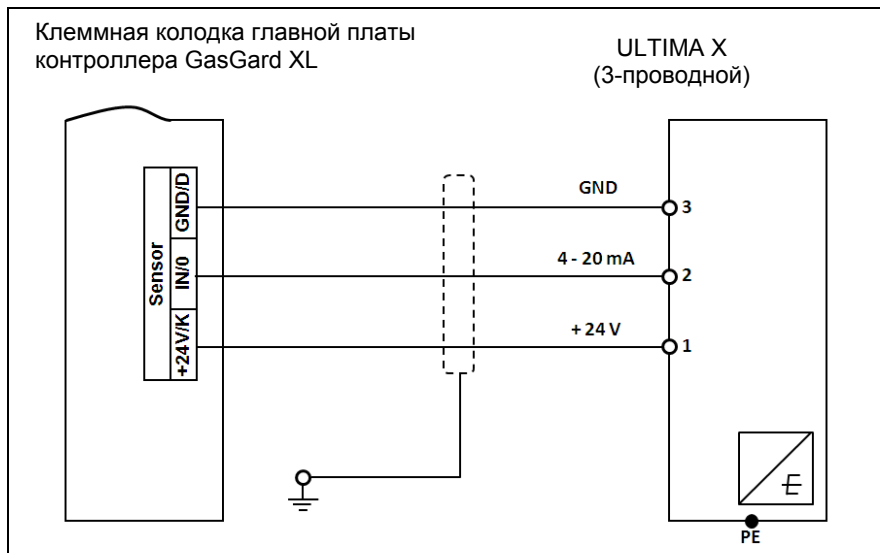 Клеммная колодка главной платы
контроллера GasGard XL
ULTIMA X
(3-проводной)
Sensor
GND/D
IN/0
+24V/K
GND
4 - 20 mA
+ 24 V
3
2
1
E
PE